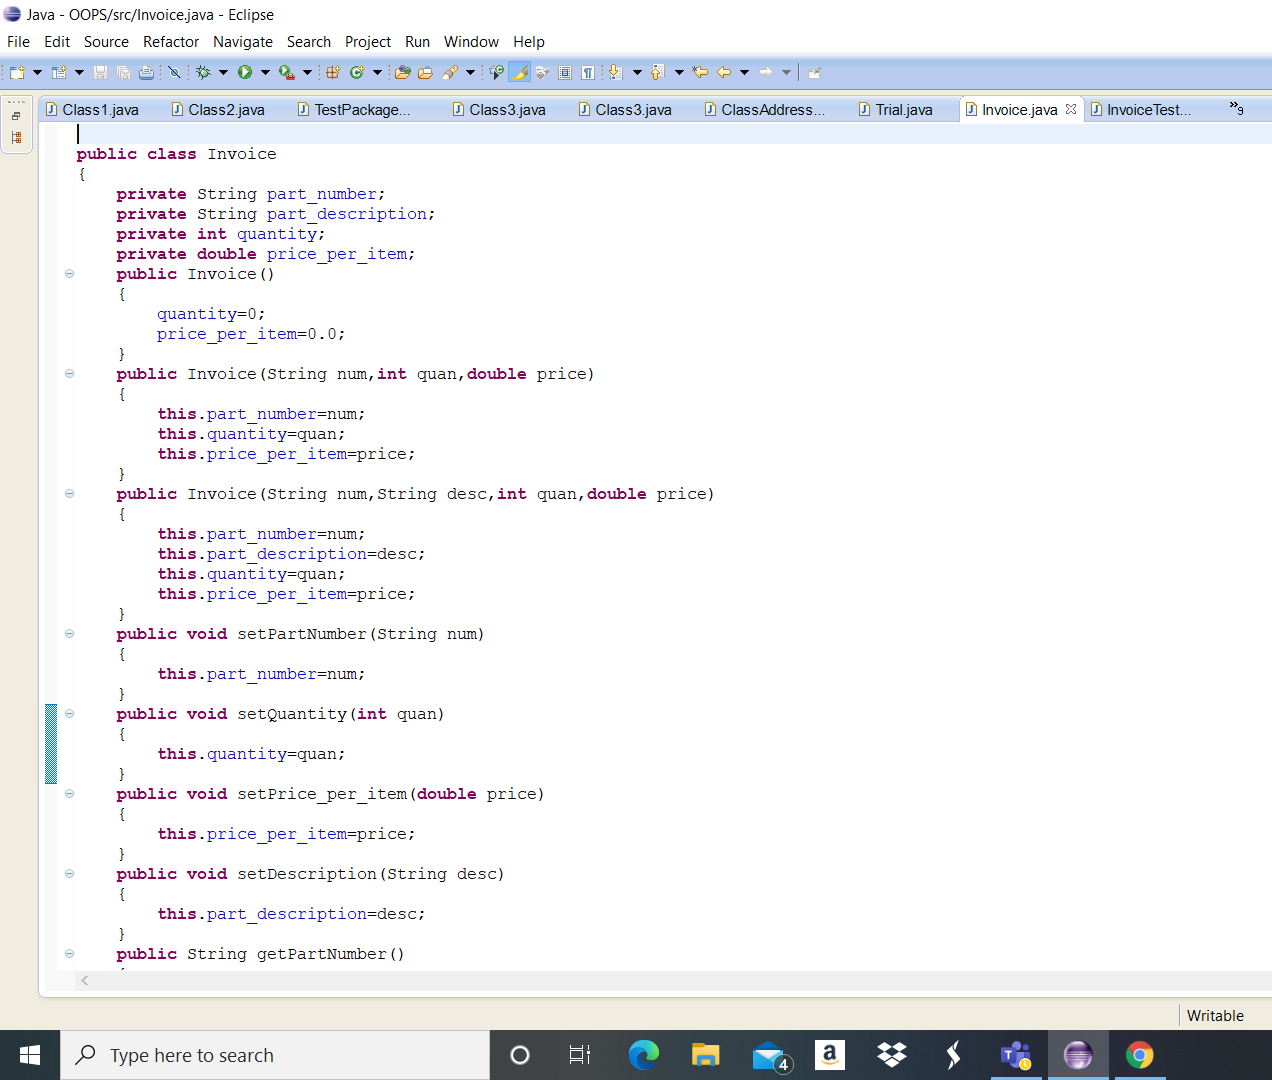 Java - OOPS/src/Invoice.java - Eclipse
File Edit Source Refactor Navigate Search Project Run Window Help
Class1.java Class2.java TestPackage... Class3.java Class3.java ClassAddress... Trial.java Invoice.java InvoiceTest... »9
public class Invoice
{
    private String part_number;
    private String part_description;
    private int quantity;
    private double price_per_item;
    public Invoice()
    {
        quantity=0;
        price_per_item=0.0;
    }
    public Invoice(String num,int quan,double price)
    {
        this.part_number=num;
        this.quantity=quan;
        this.price_per_item=price;
    }
    public Invoice(String num,String desc,int quan,double price)
    {
        this.part_number=num;
        this.part_description=desc;
        this.quantity=quan;
        this.price_per_item=price;
    }
    public void setPartNumber(String num)
    {
        this.part_number=num;
    }
    public void setQuantity(int quan)
    {
        this.quantity=quan;
    }
    public void setPrice_per_item(double price)
    {
        this.price_per_item=price;
    }
    public void setDescription(String desc)
    {
        this.part_description=desc;
    }
    public String getPartNumber()
Writable
Type here to search
4
a